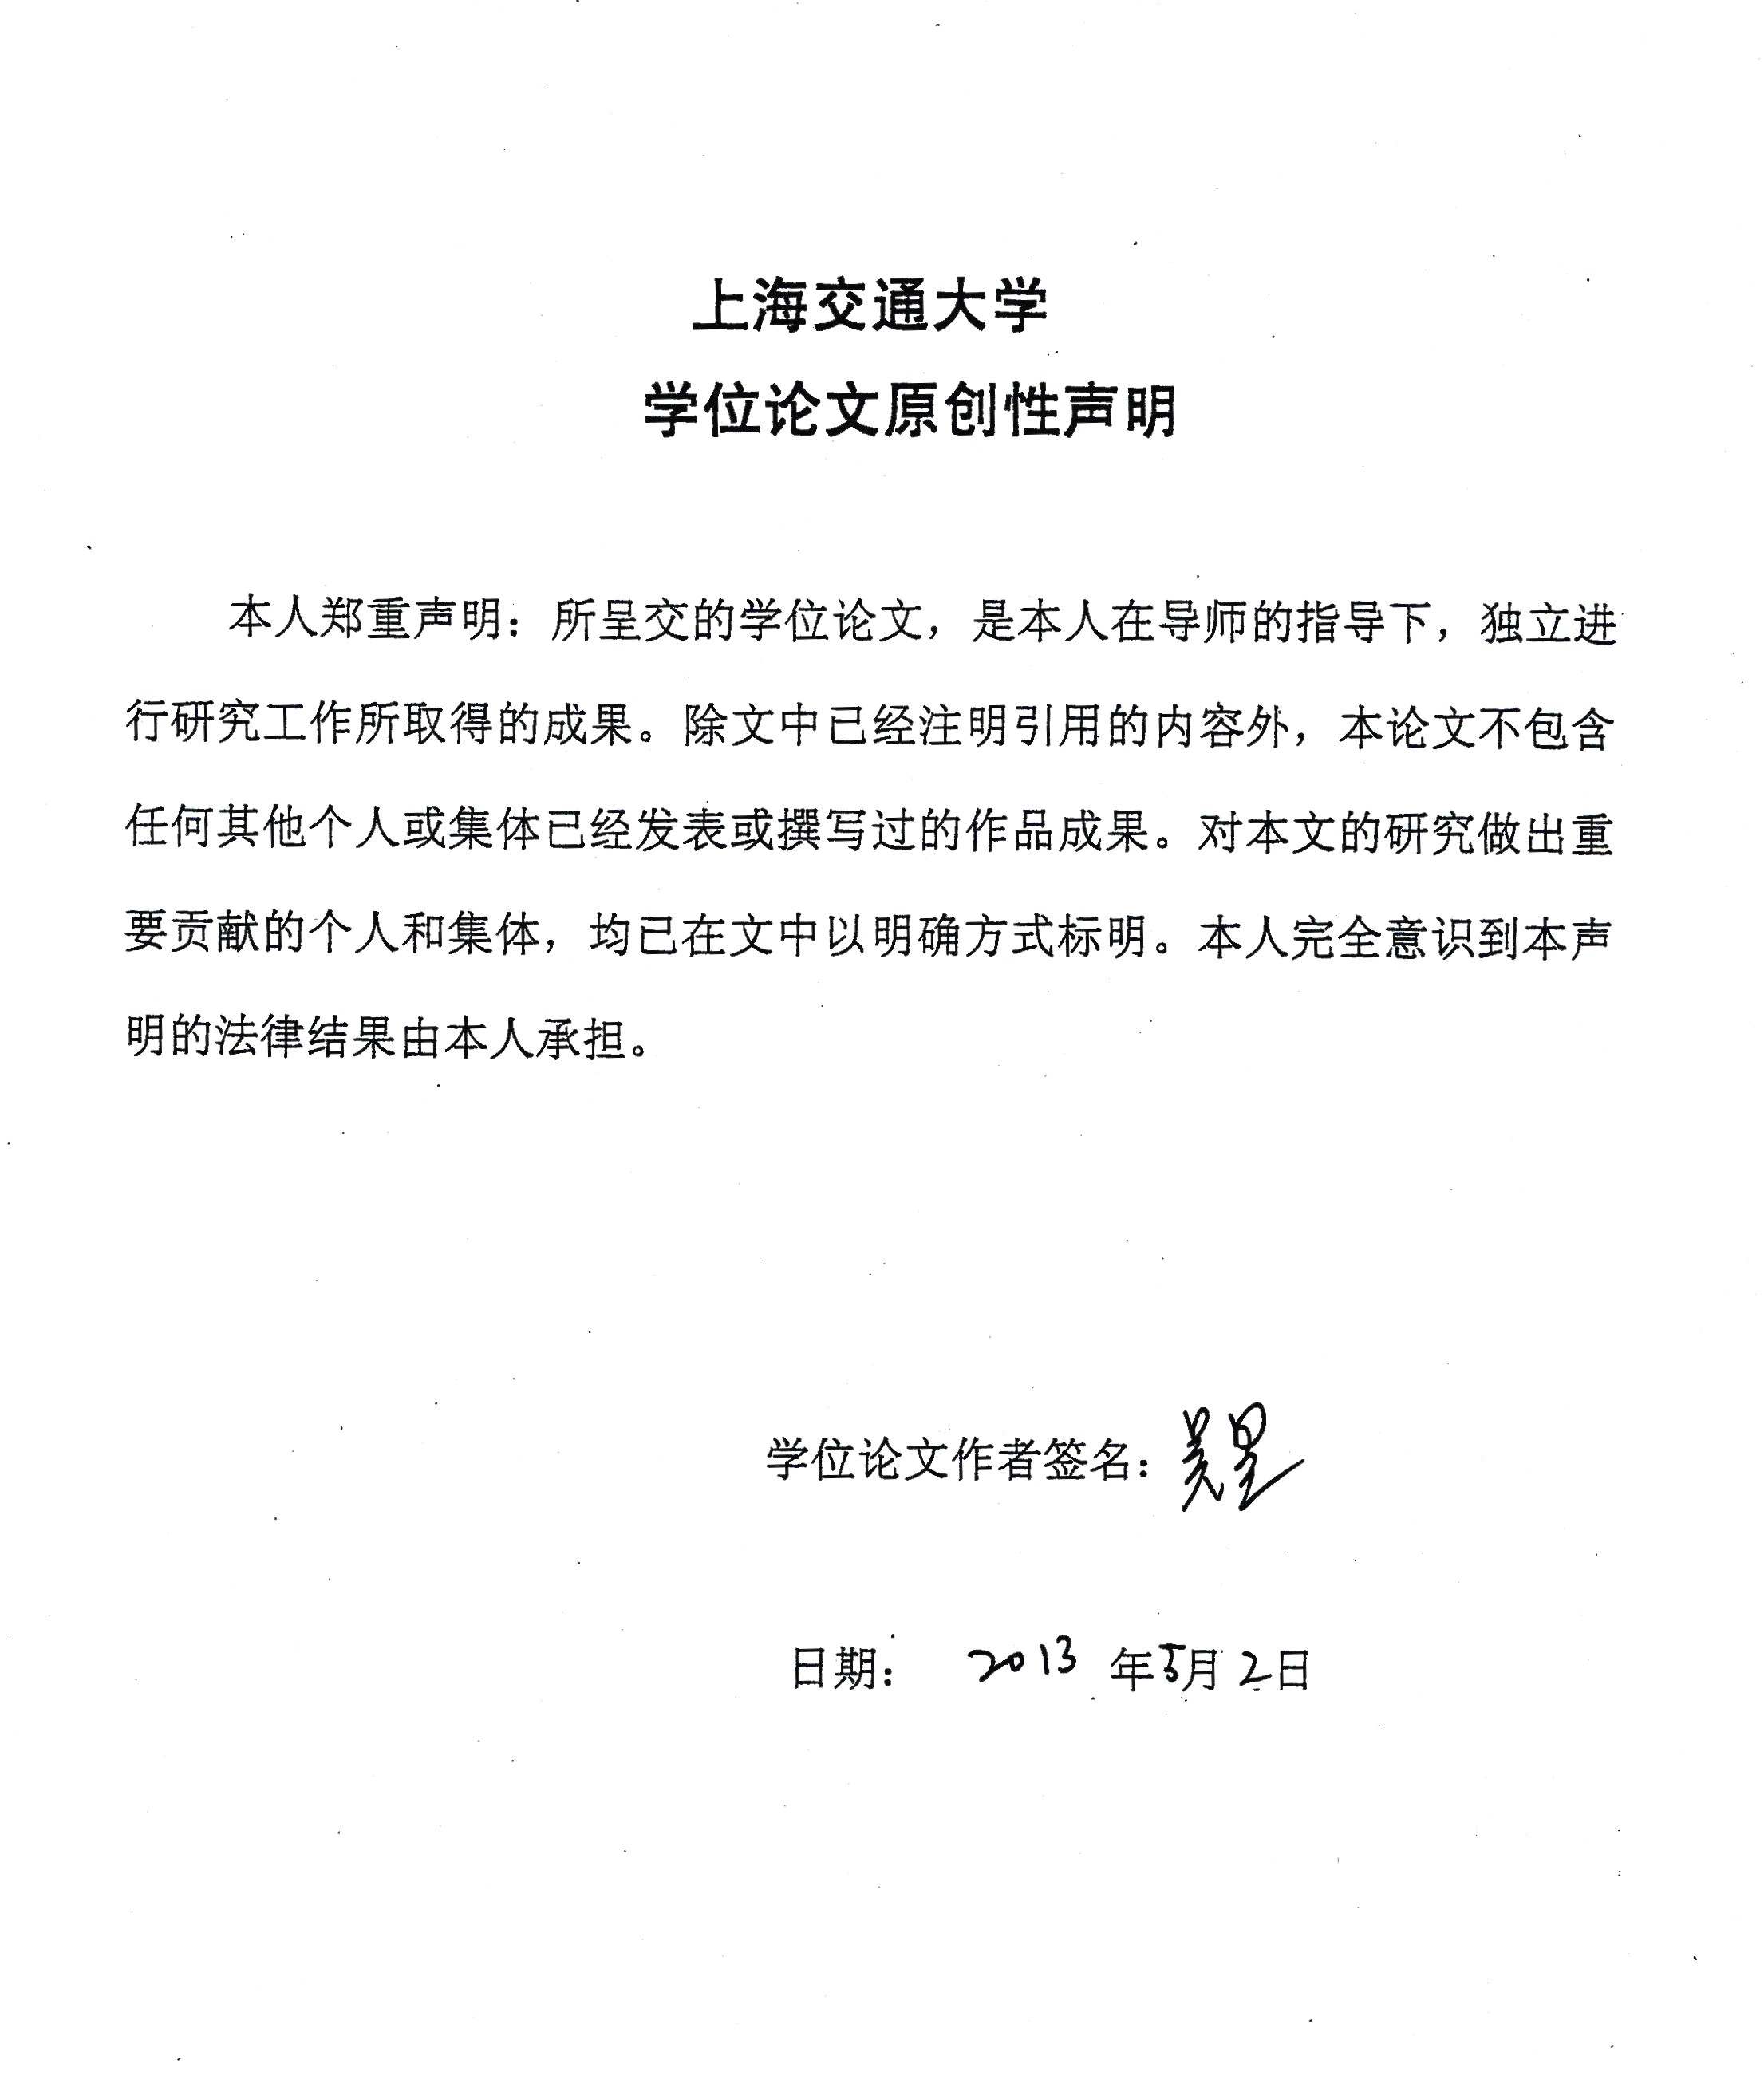 上海交通大学
学位论文原创性声明
本人郑重声明：所呈交的学位论文，是本人在导师的指导下，独立进
行研究工作所取得的成果。除文中已经注明引用的内容外，本论文不包含
任何其他个人或集体已经发表或撰写过的作品成果。对本文的研究做出重
要贡献的个人和集体，均已在文中以明确方式标明。本人完全意识到本声
明的法律结果由本人承担。
学位论文作者签名：吴昱
日期： 2013 年5月2日